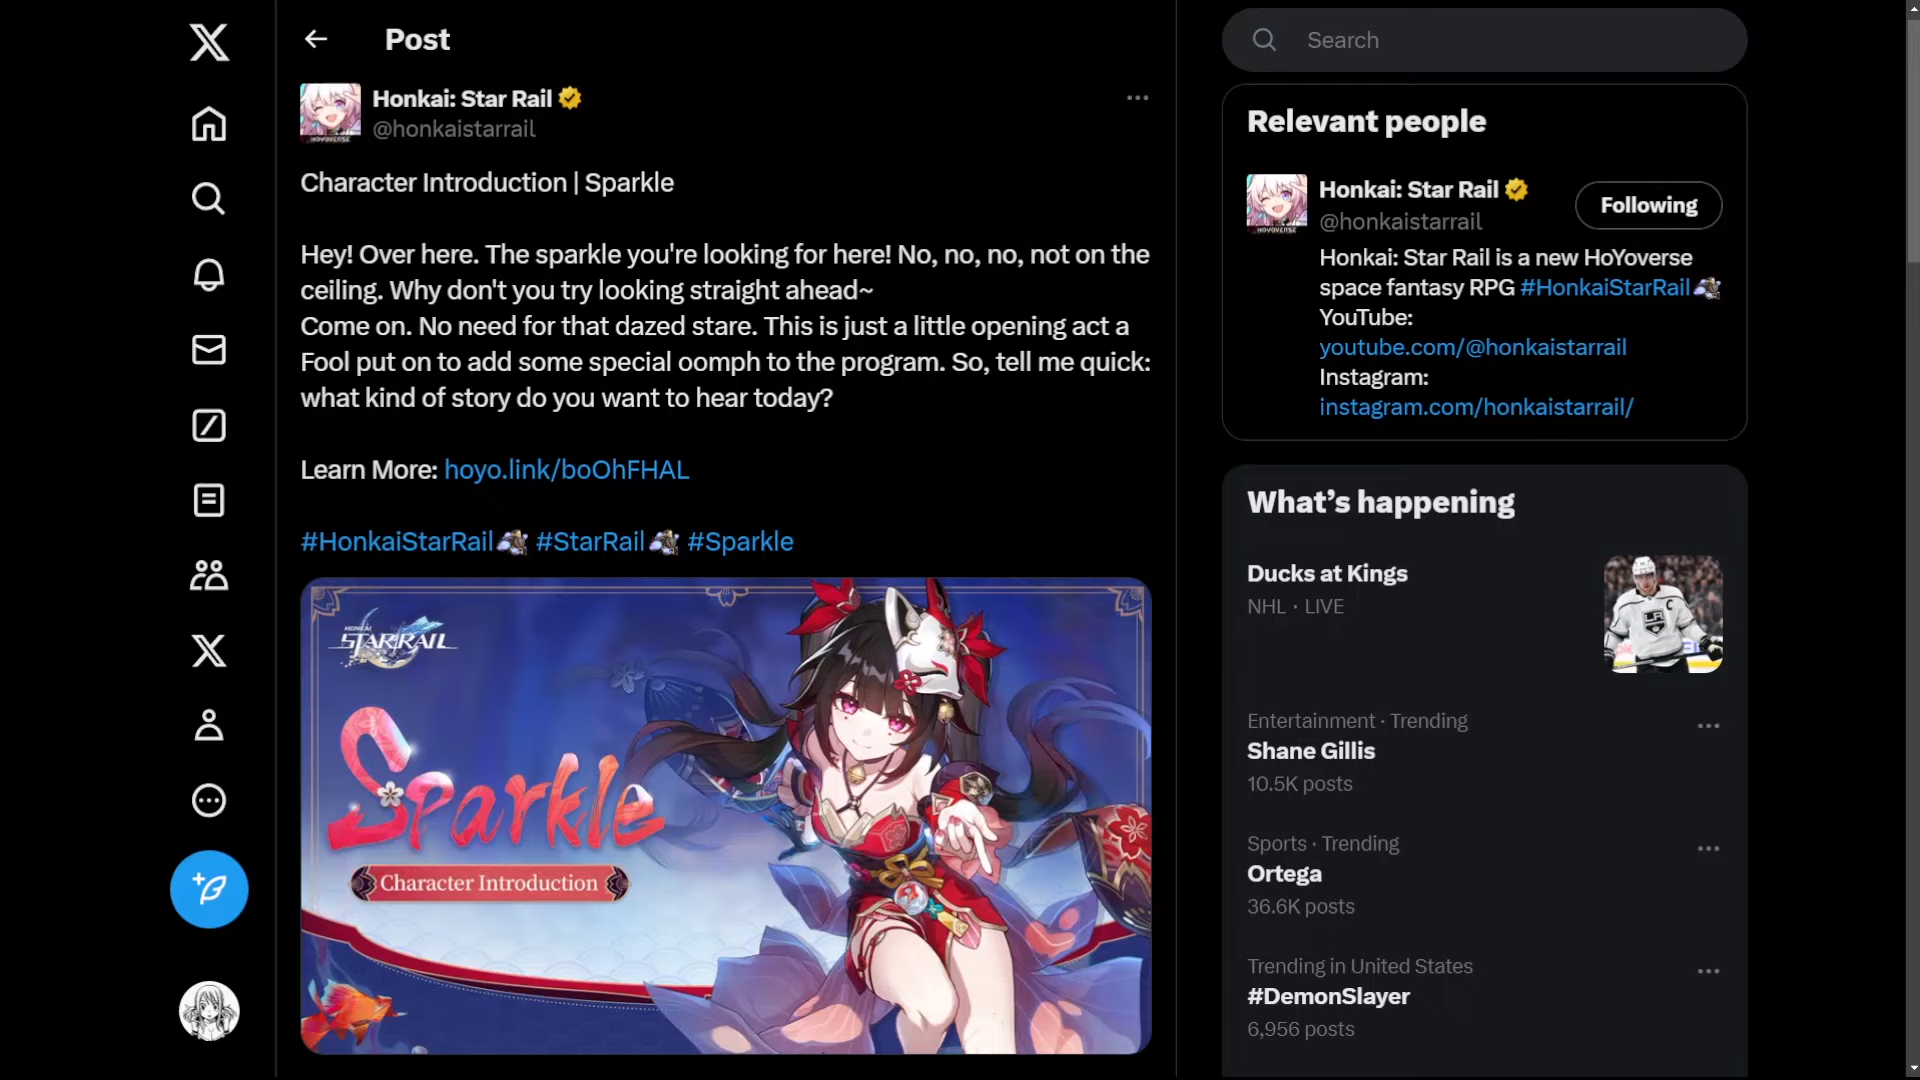 Post
Honkai: Star Rail
@honkaistarrail
Character Introduction | Sparkle
Hey! Over here. The sparkle you're looking for here! No, no, no, not on the
ceiling. Why don't you try looking straight ahead~
Come on. No need for that dazed stare. This is just a little opening act a
Fool put on to add some special oomph to the program. So, tell me quick:
what kind of story do you want to hear today?
Learn More: hoyo.link/boOhFHAL
#HonkaiStarRail #StarRail #Sparkle
HONKAI
STAR RAIL
Sparkle
Character Introduction
Search
Relevant people
Honkai: Star Rail
@honkaistarrail
Following
Honkai: Star Rail is a new HoYoverse
space fantasy RPG #HonkaiStarRail
YouTube:
youtube.com/@honkaistarrail
Instagram:
instagram.com/honkaistarrail/
What’s happening
Ducks at Kings
NHL · LIVE
Entertainment · Trending
Shane Gillis
10.5K posts
Sports · Trending
Ortega
36.6K posts
Trending in United States
#DemonSlayer
6,956 posts